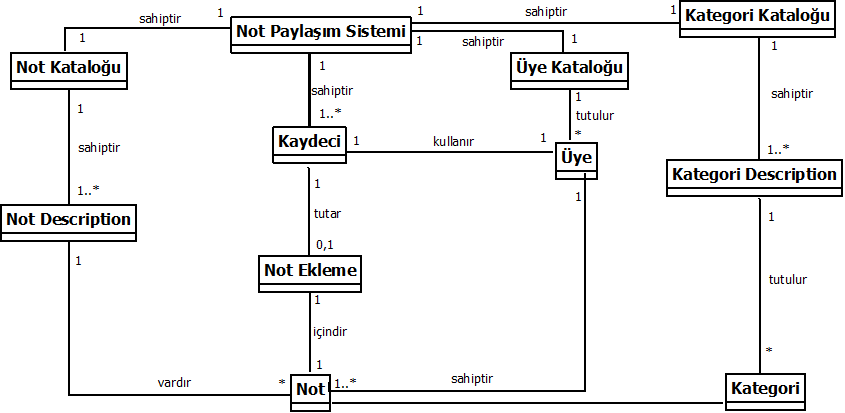 sahiptir
1
1
sahiptir
1
Kategori Kataloğu
1
Not Paylaşım Sistemi
1
sahiptir
1
1
Not Kataloğu
1
Üye Kataloğu
1
sahiptir
1..*
1
tutulur
*
sahiptir
1
sahiptir
1..*
Kaydeci
1
kullanır
1
Üye
1..*
Kategori Description
Not Description
1
tutar
0,1
1
1
1
Not Ekleme
1
içindir
1
tutulur
*
vardır
*
Not
1..*
sahiptir
Kategori